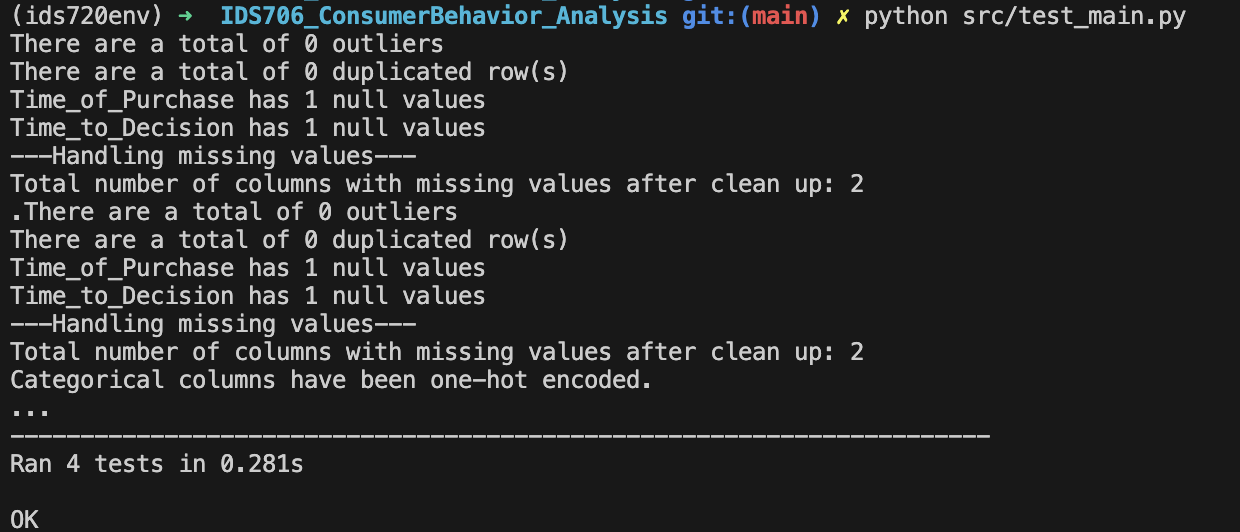 (ids720env) ➜ IDS706_ConsumerBehavior_Analysis git:(main) ✗ python src/test_main.py
There are a total of 0 outliers
There are a total of 0 duplicated row(s)
Time_of_Purchase has 1 null values
Time_to_Decision has 1 null values
---Handling missing values---
Total number of columns with missing values after clean up: 2
.There are a total of 0 outliers
There are a total of 0 duplicated row(s)
Time_of_Purchase has 1 null values
Time_to_Decision has 1 null values
---Handling missing values---
Total number of columns with missing values after clean up: 2
Categorical columns have been one-hot encoded.
...
----------------------------------------------------------------------
Ran 4 tests in 0.281s
OK